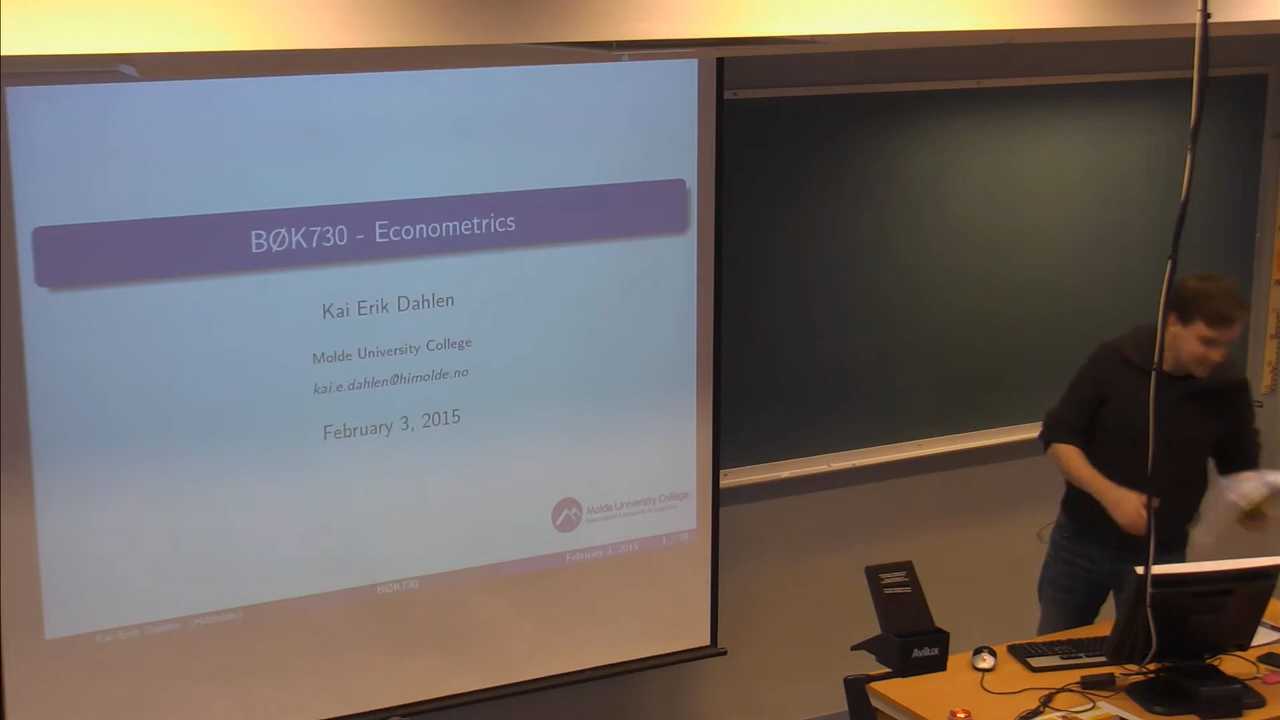 BØK730 - Econometrics
Kai Erik Dahlen
Molde University College
kai.e.dahlen@himolde.no
February 3, 2015
Molde University College
BØK730
February 3, 2015
Avilux